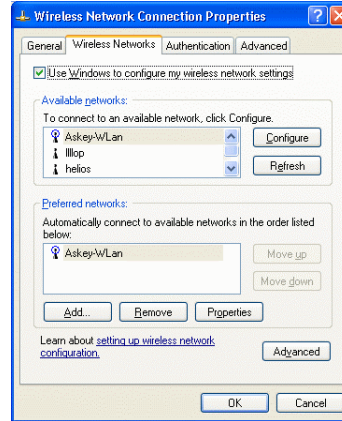 Wireless Network Connection Properties
General Wireless Networks Authentication Advanced
Use Windows to configure my wireless network settings
Available networks:
To connect to an available network, click Configure.
Askey-WLan
llllop
helios
Configure
Refresh
Preferred networks:
Automatically connect to available networks in the order listed
below:
Askey-WLan
Move up
Move down
Add... Remove Properties
Learn about setting up wireless network
configuration.
Advanced
OK Cancel